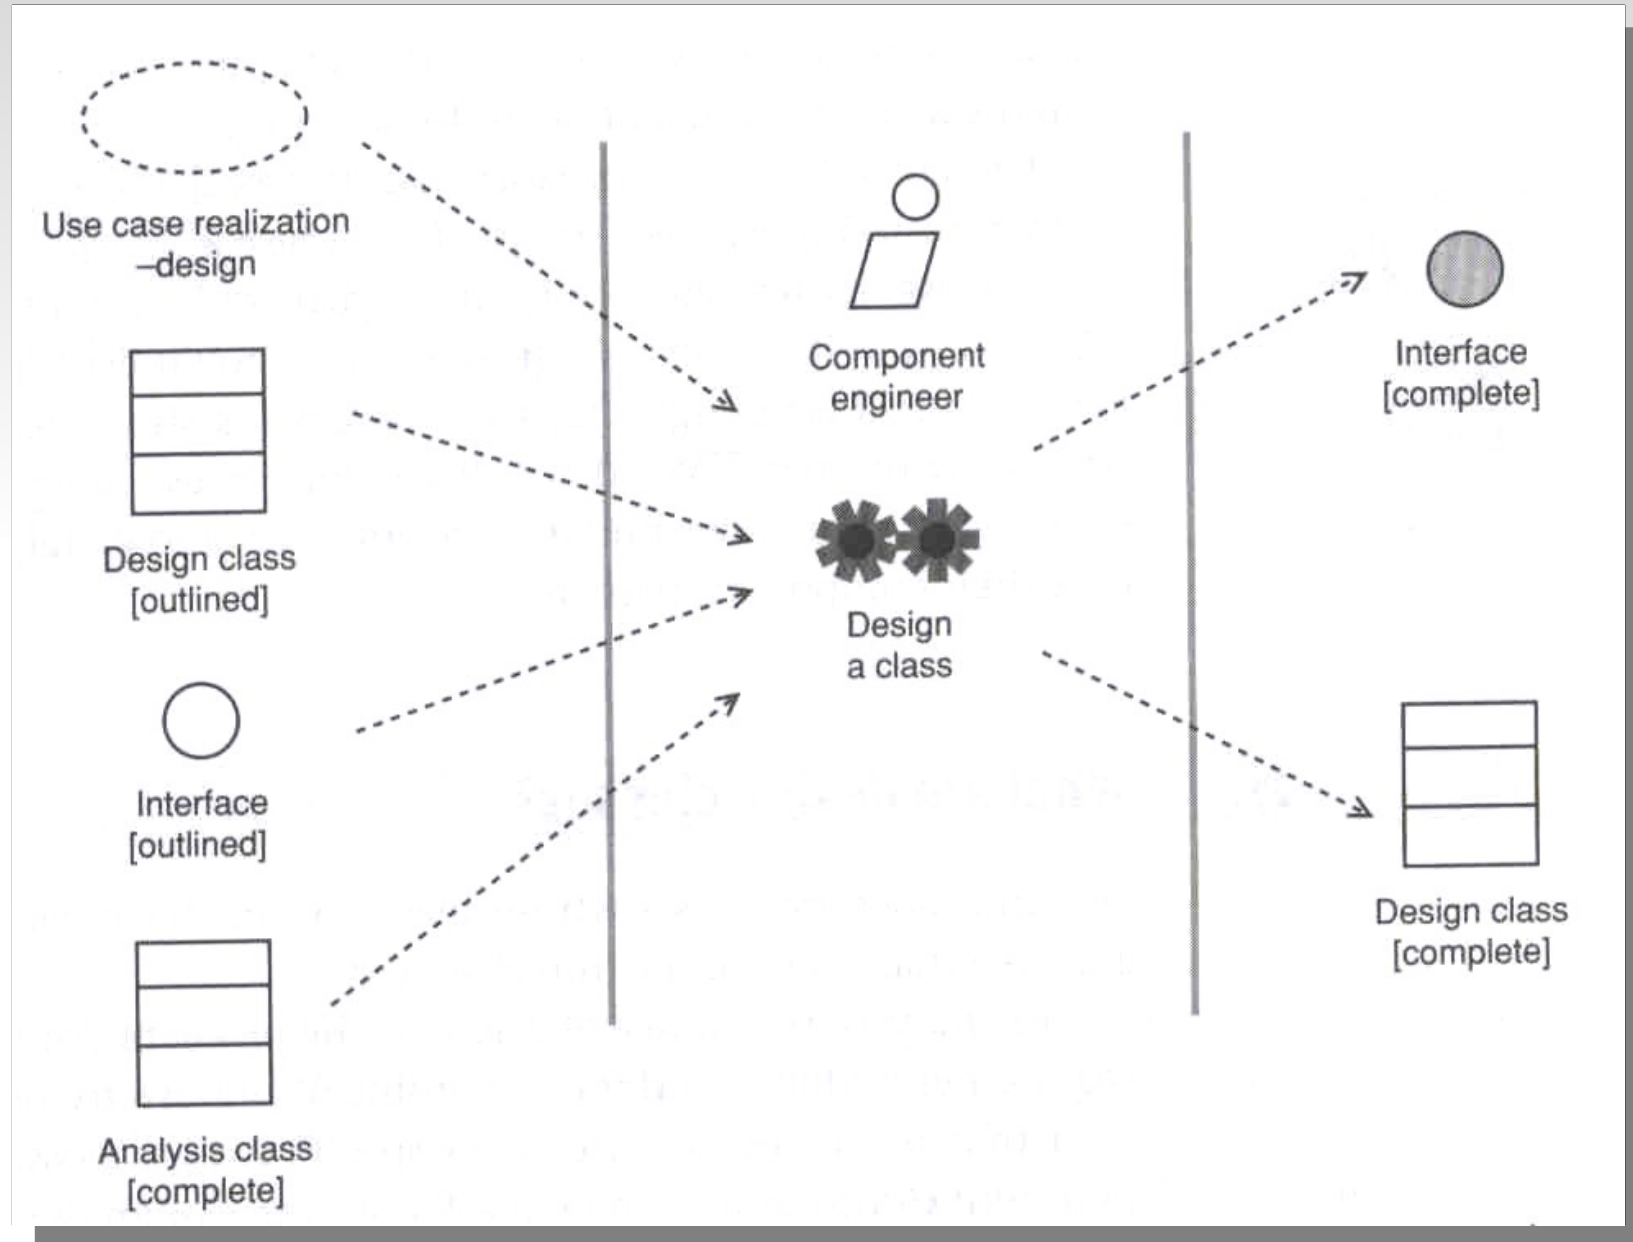 Use case realization
–design
Design class
[outlined]
Interface
[outlined]
Analysis class
[complete]
Component
engineer
Design
a class
Interface
[complete]
Design class
[complete]